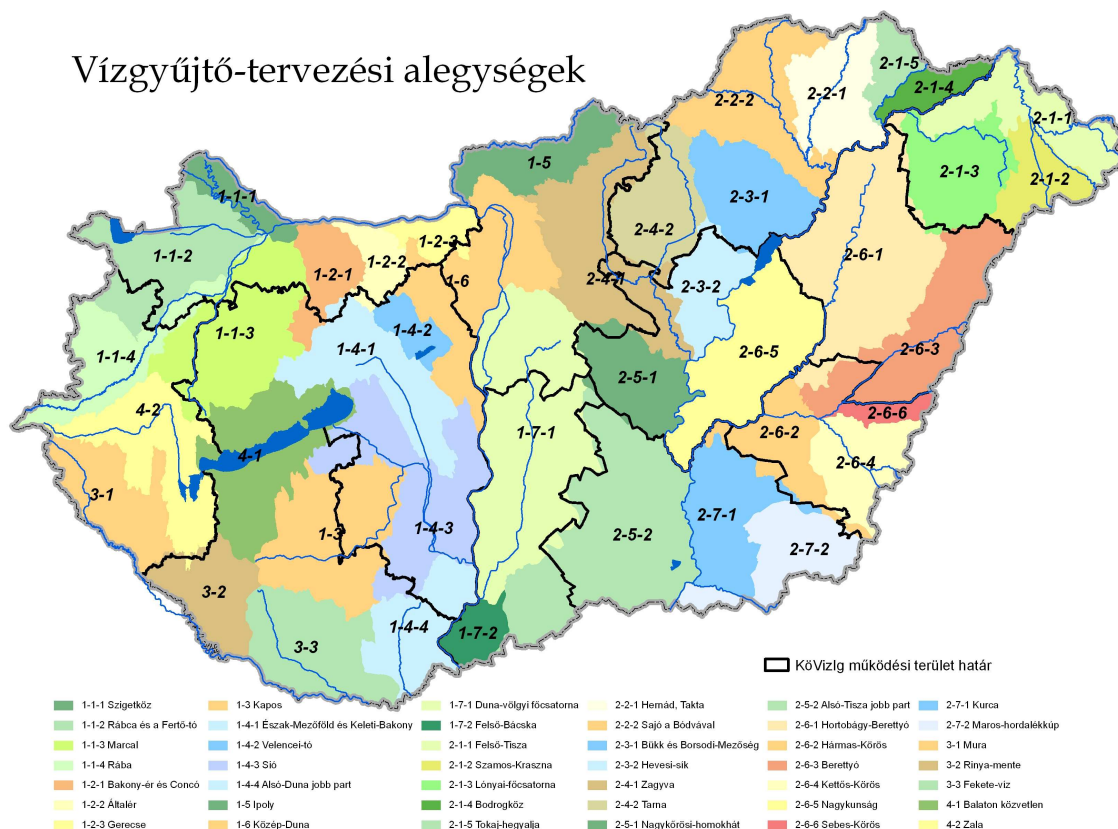 Vízgyűjtő-tervezési alegységek
2-1-5
2-2-1
2-1-4
2-2-2
2-1-1
1-5
2-1-3
2-1-2
1-1-1
2-3-1
2-4-2
1-1-2
1-2-3
2-6-1
1-2-2
1-2-1
1-6
2-4-1
2-3-2
1-1-3
1-4-2
1-4-1
2-6-3
1-1-4
2-6-5
2-5-1
4-2
2-6-6
1-7-1
2-6-2
4-1
2-6-4
3-1
2-7-1
1-3
1-4-3
2-5-2
2-7-2
3-2
1-4-4
1-7-2
3-3
KöVizIg működési terület határ
1-1-1 Szigetköz
1-1-2 Rábca és a Fertő-tó
1-1-3 Marcal
1-1-4 Rába
1-2-1 Bakony-ér és Concó
1-2-2 Általér
1-2-3 Gerecse
1-3 Kapos
1-4-1 Észak-Mezőföld és Keleti-Bakony
1-4-2 Velencei-tó
1-4-3 Sió
1-4-4 Alsó-Duna jobb part
1-5 Ipoly
1-6 Közép-Duna
1-7-1 Duna-völgyi főcsatorna
1-7-2 Felső-Bácska
2-1-1 Felső-Tisza
2-1-2 Szamos-Kraszna
2-1-3 Lónyai-főcsatorna
2-1-4 Bodrogköz
2-1-5 Tokaj-hegyalja
2-2-1 Hernád, Takta
2-2-2 Sajó a Bódvával
2-3-1 Bükk és Borsodi-Mezőség
2-3-2 Hevesi-sík
2-4-1 Zagyva
2-4-2 Tarna
2-5-1 Nagykőrösi-homokhát
2-5-2 Alsó-Tisza jobb part
2-6-1 Hortobágy-Berettyó
2-6-2 Hármas-Körös
2-6-3 Berettyó
2-6-4 Kettős-Körös
2-6-5 Nagykunság
2-6-6 Sebes-Körös
2-7-1 Kurca
2-7-2 Maros-hordalékkúp
3-1 Mura
3-2 Rinya-mente
3-3 Fekete-víz
4-1 Balaton közvetlen
4-2 Zala